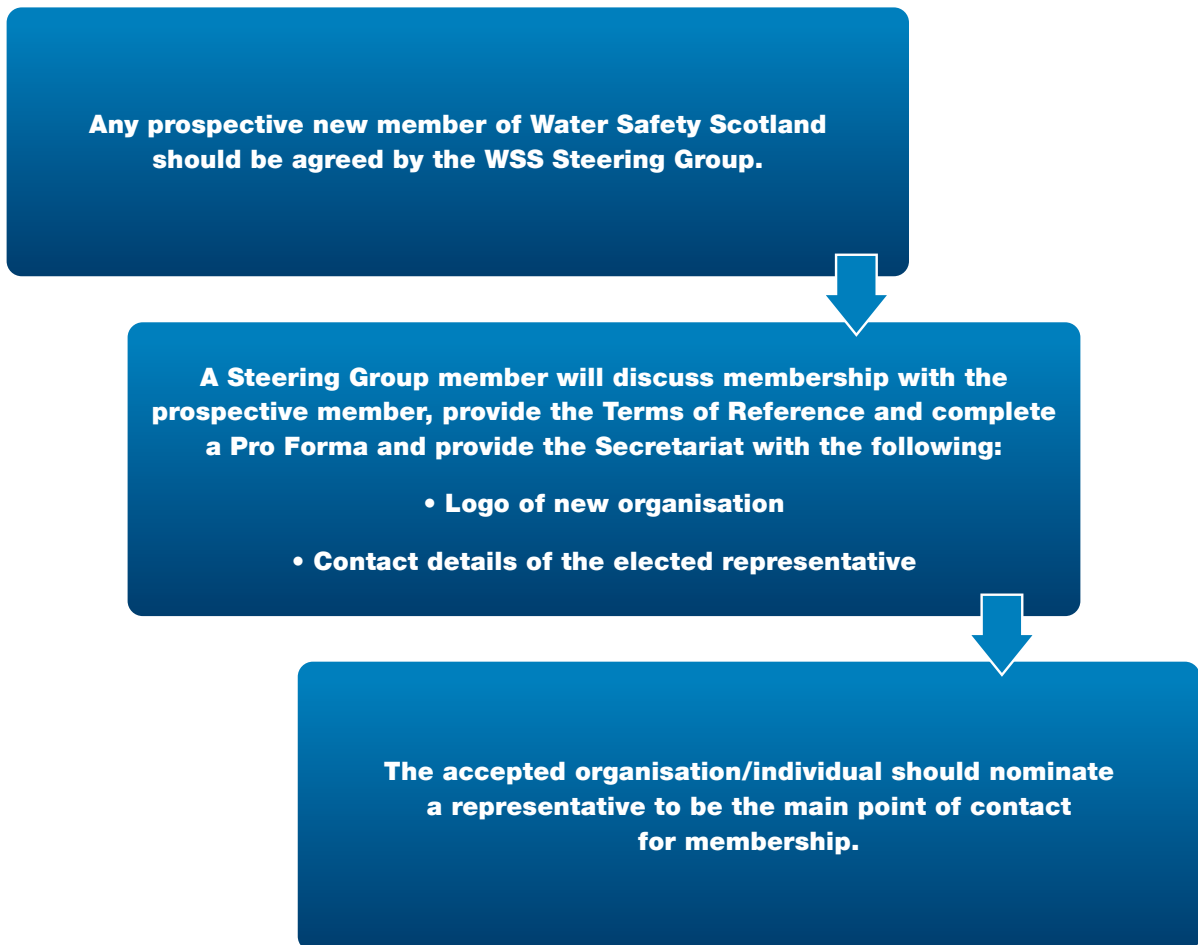 Any prospective new member of Water Safety Scotland
should be agreed by the WSS Steering Group.
A Steering Group member will discuss membership with the
prospective member, provide the Terms of Reference and complete
a Pro Forma and provide the Secretariat with the following:
• Logo of new organisation
• Contact details of the elected representative
The accepted organisation/individual should nominate
a representative to be the main point of contact
for membership.